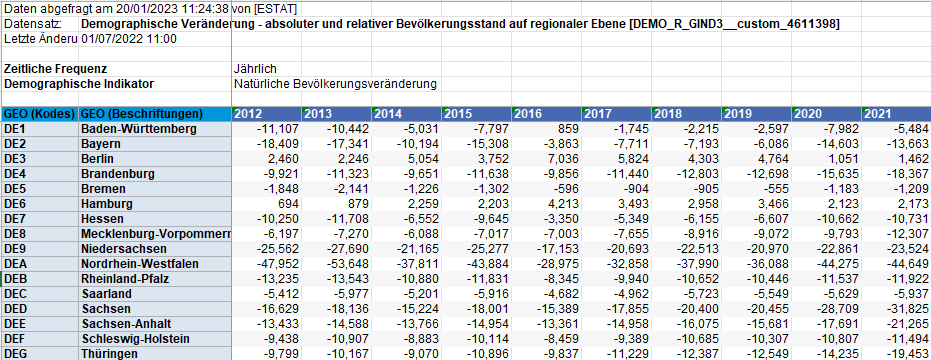 Daten abgefragt am 20/01/2023 11:24:38 von [ESTAT]
Datensatz: Demographische Veränderung - absoluter und relativer Bevölkerungsstand auf regionaler Ebene [DEMO_R_GIND3__custom_4611398]
Letzte Änderu 01/07/2022 11:00
Zeitliche Frequenz Jährlich
Demographische Indikator Natürliche Bevölkerungsveränderung
GEO (Kodes) GEO (Beschriftungen) 2012 2013 2014 2015 2016 2017 2018 2019 2020 2021
DE1 Baden-Württemberg -11,107 -10,442 -5,031 -7,797 859 -1,745 -2,215 -2,597 -7,982 -5,484
DE2 Bayern -18,409 -17,341 -10,194 -15,308 -3,863 -7,711 -7,193 -6,086 -14,603 -13,663
DE3 Berlin 2,460 2,246 5,054 3,752 7,036 5,824 4,303 4,764 1,051 1,462
DE4 Brandenburg -9,921 -11,323 -9,651 -11,638 -9,856 -11,440 -12,803 -12,698 -15,635 -18,367
DE5 Bremen -1,848 -2,141 -1,226 -1,302 -596 -904 -905 -555 -1,183 -1,209
DE6 Hamburg 694 879 2,259 2,203 4,213 3,493 2,958 3,466 2,123 2,173
DE7 Hessen -10,250 -11,708 -6,552 -9,645 -3,350 -5,349 -6,155 -6,607 -10,662 -10,731
DE8 Mecklenburg-Vorpommern -6,197 -7,270 -6,088 -7,017 -7,003 -7,655 -8,916 -9,072 -9,793 -12,307
DE9 Niedersachsen -25,562 -27,690 -21,165 -25,277 -17,153 -20,693 -22,513 -20,970 -22,861 -23,524
DEA Nordrhein-Westfalen -47,952 -53,648 -37,811 -43,884 -28,975 -32,858 -37,990 -36,088 -44,275 -44,649
DEB Rheinland-Pfalz -13,235 -13,543 -10,880 -11,831 -8,345 -9,940 -10,652 -10,446 -11,537 -11,922
DEC Saarland -5,412 -5,977 -5,201 -5,916 -4,682 -4,962 -5,723 -5,549 -5,629 -5,937
DED Sachsen -16,629 -18,136 -15,224 -18,001 -15,389 -17,855 -20,400 -20,455 -28,709 -31,825
DEE Sachsen-Anhalt -13,433 -14,588 -13,766 -14,954 -13,361 -14,958 -16,075 -15,681 -17,907 -21,265
DEF Schleswig-Holstein -9,438 -10,907 -8,883 -10,114 -8,459 -9,389 -10,685 -9,767 -10,307 -11,494
DEG Thüringen -9,799 -10,167 -9,070 -10,896 -9,837 -11,229 -12,387 -12,549 -14,235 -19,453